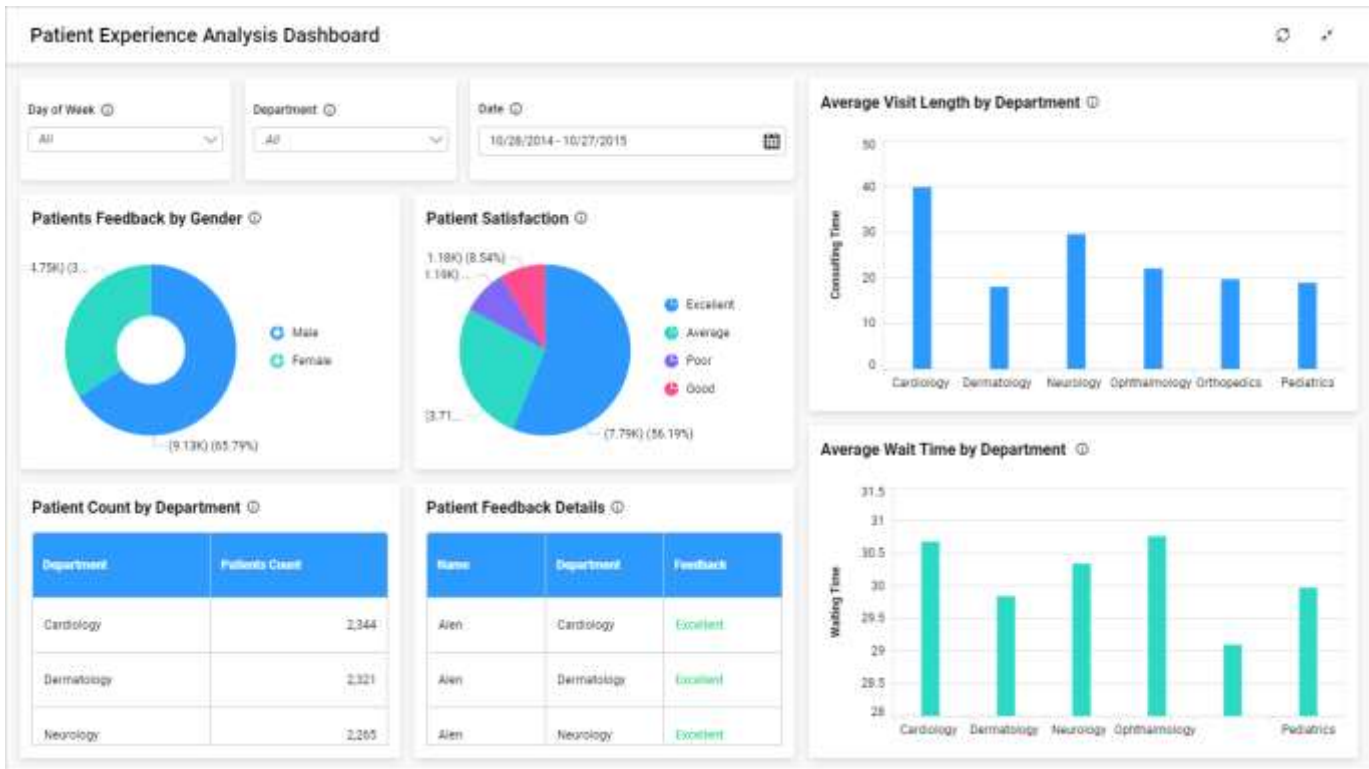 Patient Experience Analysis Dashboard
Day of Week
All
Department
All
Date
10/28/2014 - 10/27/2015
Patients Feedback by Gender
4.75K) (3...
Male
Female
(9.13K) (65.79%)
Patient Satisfaction
1.18K) (8.54%)
Excellent
Average
Poor
Good
(3.71...
(7.79K) (56.19%)
Patient Count by Department
Department Patients Count
Cardiology 2,344
Dermatology 2,321
Neurology 2,265
Patient Feedback Details
Name Department Feedback
Alen Cardiology Excellent
Alen Dermatology Excellent
Alen Neurology Excellent
Average Visit Length by Department
Consulting Time
50
40
30
20
10
0
Cardiology Dermatology Neurology Ophthalmology Orthopedics Pediatrics
Average Wait Time by Department
Waiting Time
31.5
31
30.5
30
29.5
29
28.5
28
Cardiology Dermatology Neurology Ophthalmology Pediatrics